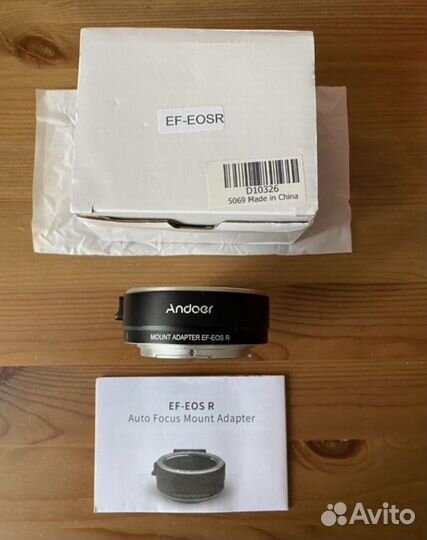 EF-EOSR
D10326
5069 Made in China
Andoer
MOUNT ADAPTER EF-EOS R
EF-EOS R
Auto Focus Mount Adapter
Avito